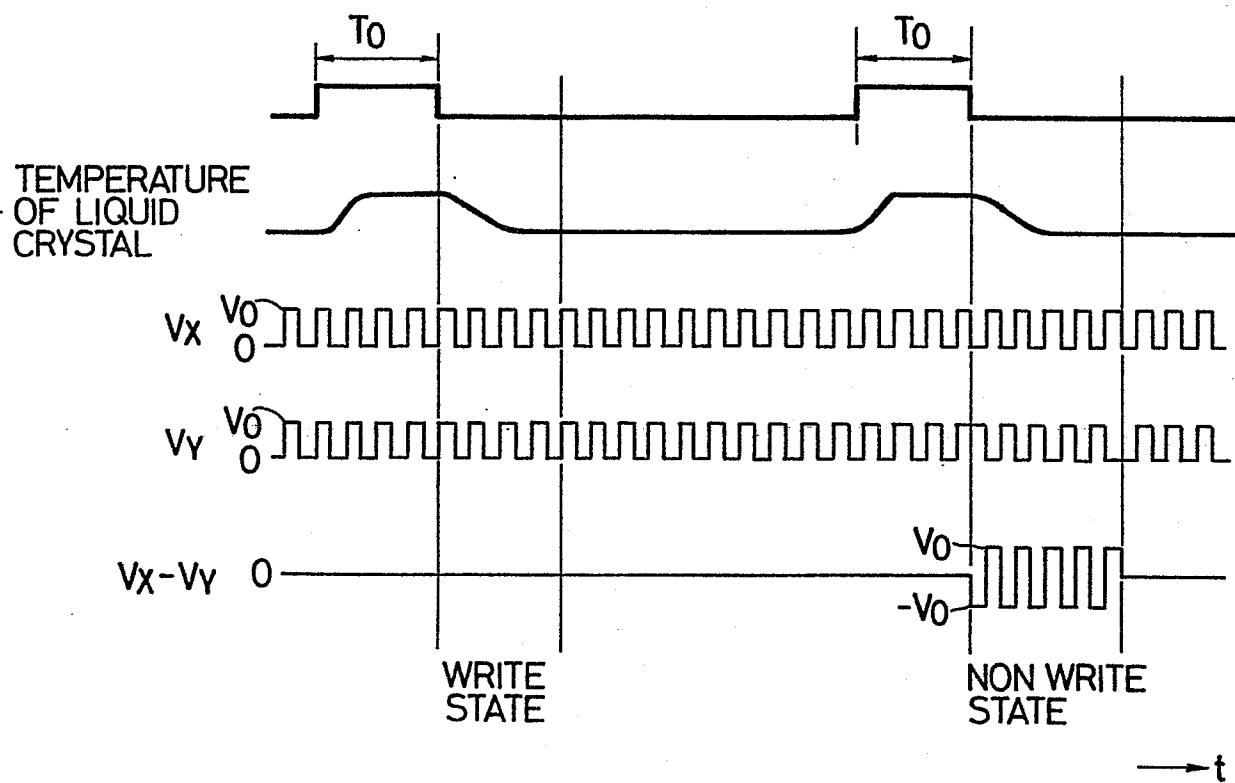 T0 T0
TEMPERATURE
OF LIQUID
CRYSTAL
V0
VX
0
V0
VY
0
V0
VX-VY 0
-V0
WRITE
STATE
NON WRITE
STATE
t